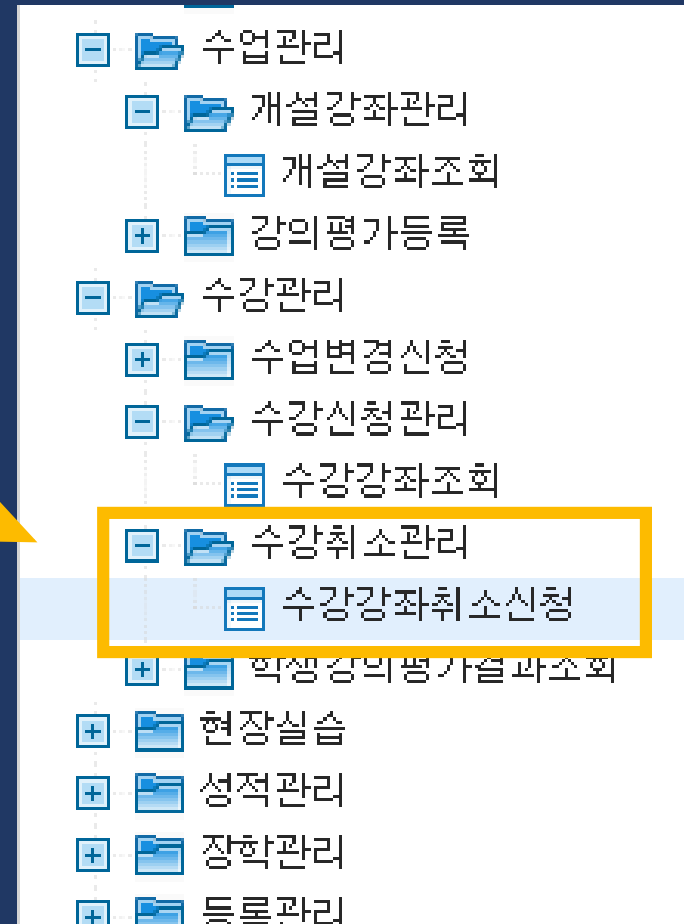 수업관리
개설강좌관리
개설강좌조회
강의평가등록
수강관리
수업변경신청
수강신청관리
수강강좌조회
수강취소관리
수강강좌취소신청
학생강의평가결과조회
현장실습
성적관리
장학관리
등록관리